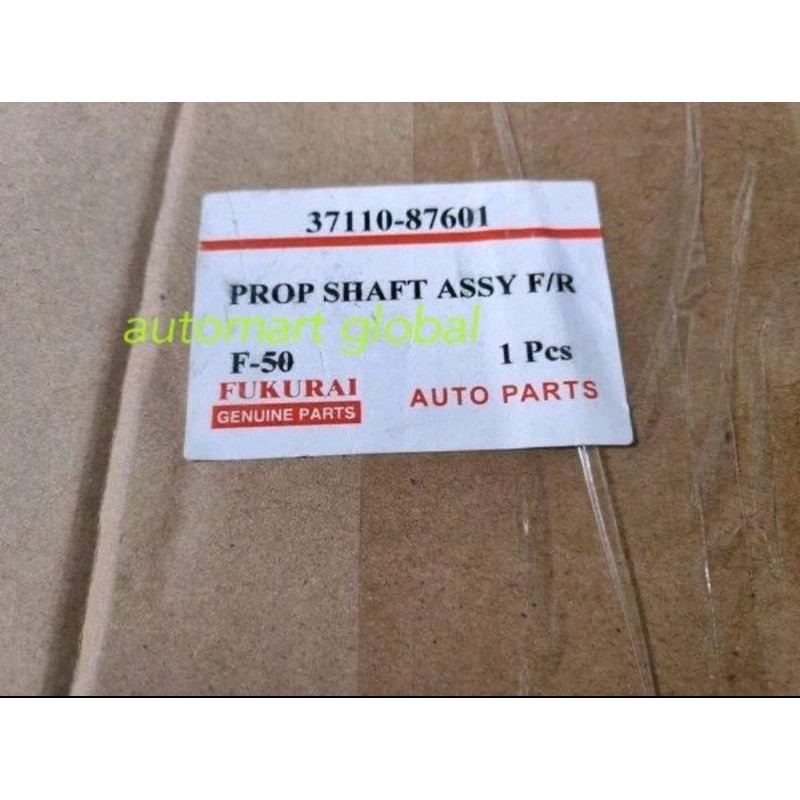 37110-87601
PROP SHAFT ASSY F/R
automart global
F-50 1 Pcs
FUKURAI AUTO PARTS
GENUINE PARTS